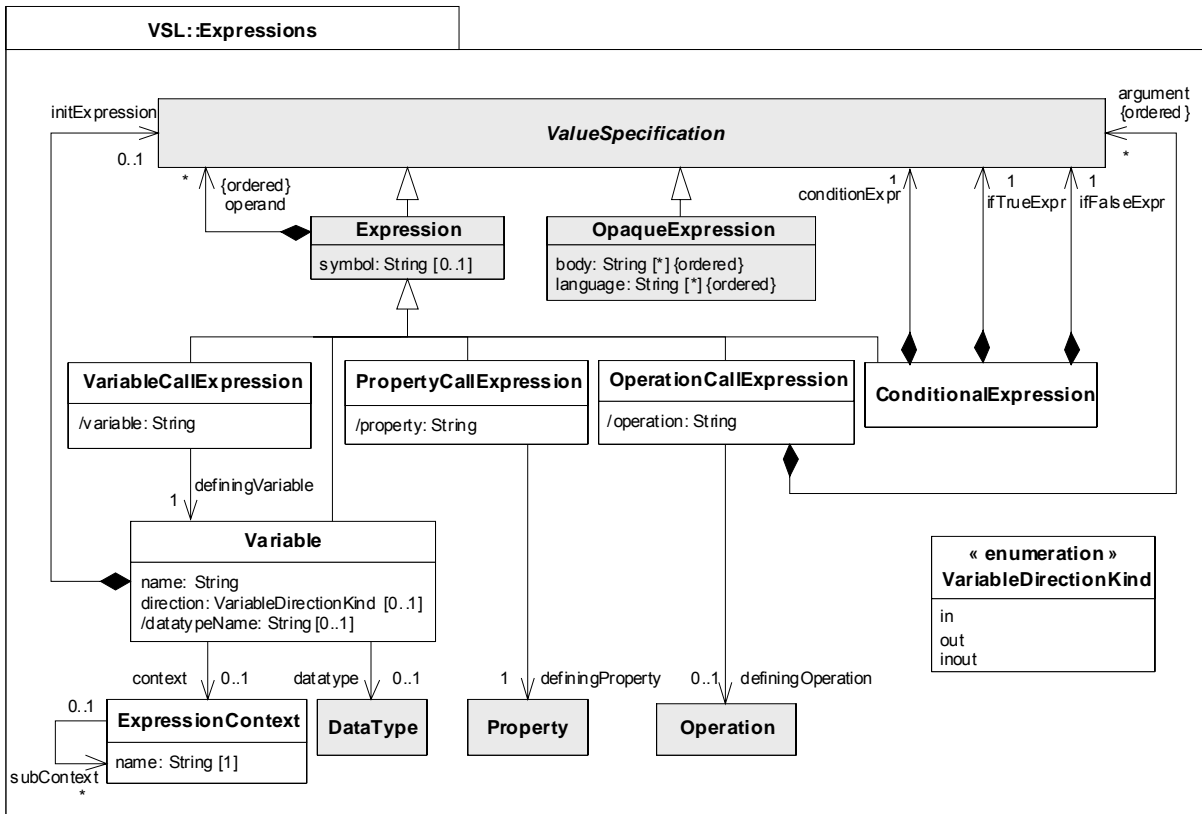 VSL::Expressions
initExpression
argument
{ordered }
ValueSpecification
0..1
*
*
{ordered}
operand
1
conditionExpr
1
ifTrueExpr
1
ifFalseExpr
Expression
symbol: String [0..1]
OpaqueExpression
body: String [*] {ordered}
language: String [*] {ordered}
VariableCallExpression
/variable: String
PropertyCallExpression
/property: String
OperationCallExpression
/operation: String
ConditionalExpression
1
definingVariable
Variable
name: String
direction: VariableDirectionKind [0..1]
/datatypeName: String [0..1]
« enumeration »
VariableDirectionKind
in
out
inout
context
0..1
datatype
0..1
1
definingProperty
0..1
definingOperation
0..1
ExpressionContext
name: String [1]
DataType
Property
Operation
subContext
*